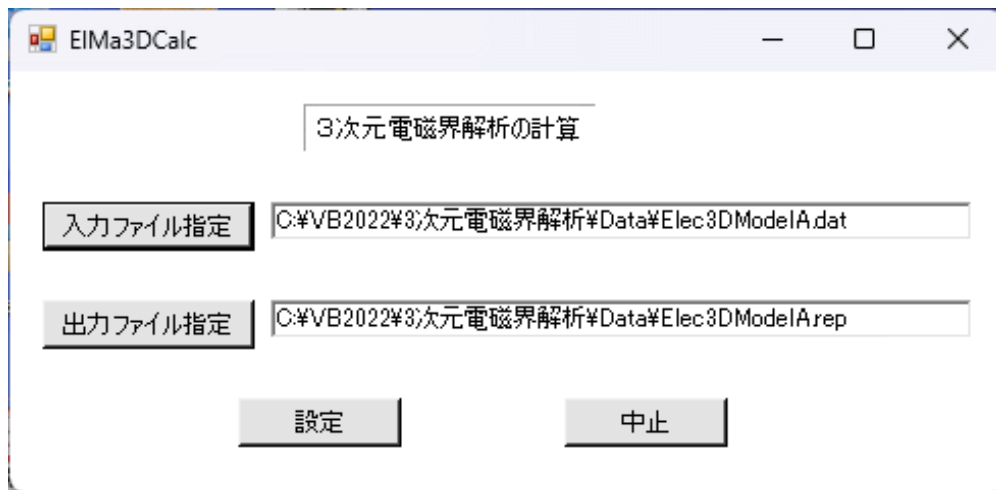 ElMa3DCalc
３次元電磁界解析の計算
入力ファイル指定 C:¥VB2022¥3次元電磁界解析¥Data¥Elec3DModelA.dat
出力ファイル指定 C:¥VB2022¥3次元電磁界解析¥Data¥Elec3DModelA.rep
設定 中止